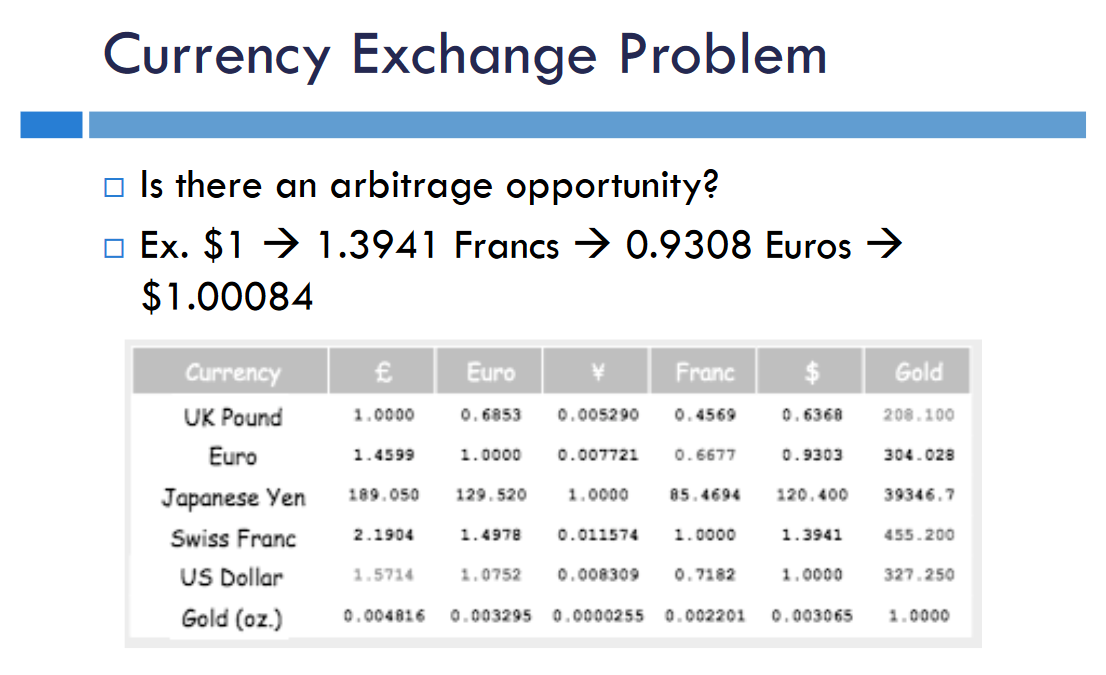 Currency Exchange Problem
Is there an arbitrage opportunity?
Ex. $1 → 1.3941 Francs → 0.9308 Euros →
$1.00084
Currency £ Euro ¥ Franc $ Gold
UK Pound 1.0000 0.6853 0.005290 0.4569 0.6368 208.100
Euro 1.4599 1.0000 0.007721 0.6677 0.9303 304.028
Japanese Yen 189.050 129.520 1.0000 85.4694 120.400 39346.7
Swiss Franc 2.1904 1.4978 0.011574 1.0000 1.3941 455.200
US Dollar 1.5714 1.0752 0.008309 0.7182 1.0000 327.250
Gold (oz.) 0.004816 0.003295 0.0000255 0.002201 0.003065 1.0000